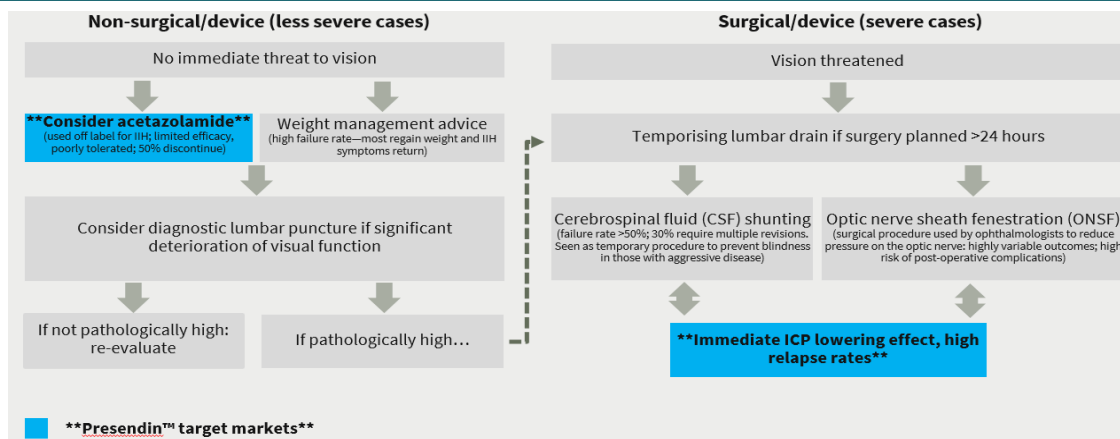 Non-surgical/device (less severe cases)
No immediate threat to vision
**Consider acetazolamide**
(used off label for IIH; limited efficacy,
poorly tolerated; 50% discontinue)
Weight management advice
(high failure rate—most regain weight and IIH
symptoms return)
Consider diagnostic lumbar puncture if significant
deterioration of visual function
If not pathologically high:
re-evaluate
If pathologically high...
Surgical/device (severe cases)
Vision threatened
Temporising lumbar drain if surgery planned >24 hours
Cerebrospinal fluid (CSF) shunting
(failure rate >50%; 30% require multiple revisions.
Seen as temporary procedure to prevent blindness
in those with aggressive disease)
Optic nerve sheath fenestration (ONSF)
(surgical procedure used by ophthalmologists to reduce
pressure on the optic nerve: highly variable outcomes; high
risk of post-operative complications)
**Immediate ICP lowering effect, high
relapse rates**
**Presendin™ target markets**